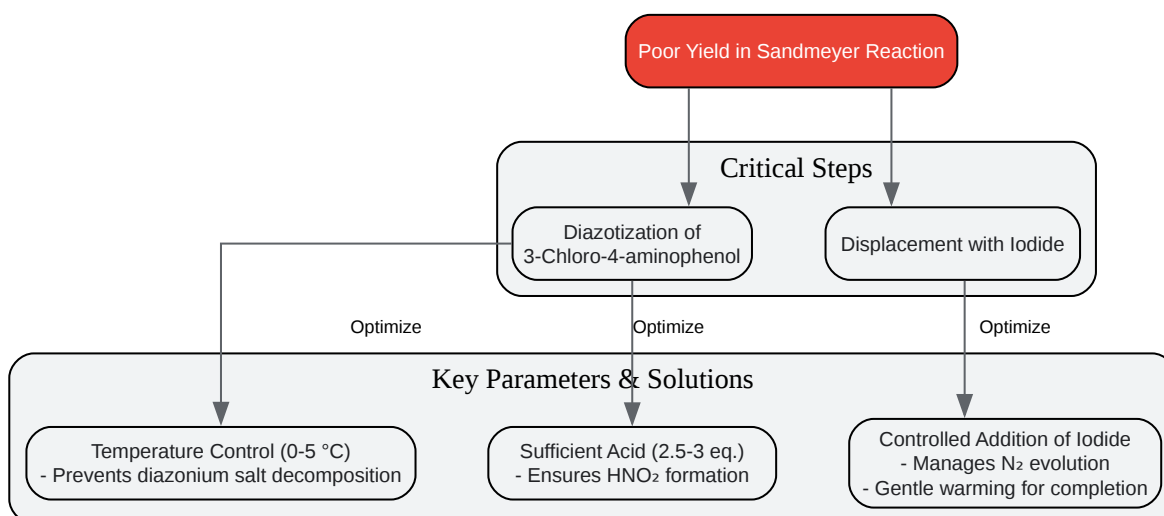 Poor Yield in Sandmeyer Reaction
Critical Steps
Diazotization of
3-Chloro-4-aminophenol
Displacement with Iodide
Optimize
Optimize
Optimize
Key Parameters & Solutions
Temperature Control (0-5 °C)
- Prevents diazonium salt decomposition
Sufficient Acid (2.5-3 eq.)
- Ensures HNO₂ formation
Controlled Addition of Iodide
- Manages N₂ evolution
- Gentle warming for completion